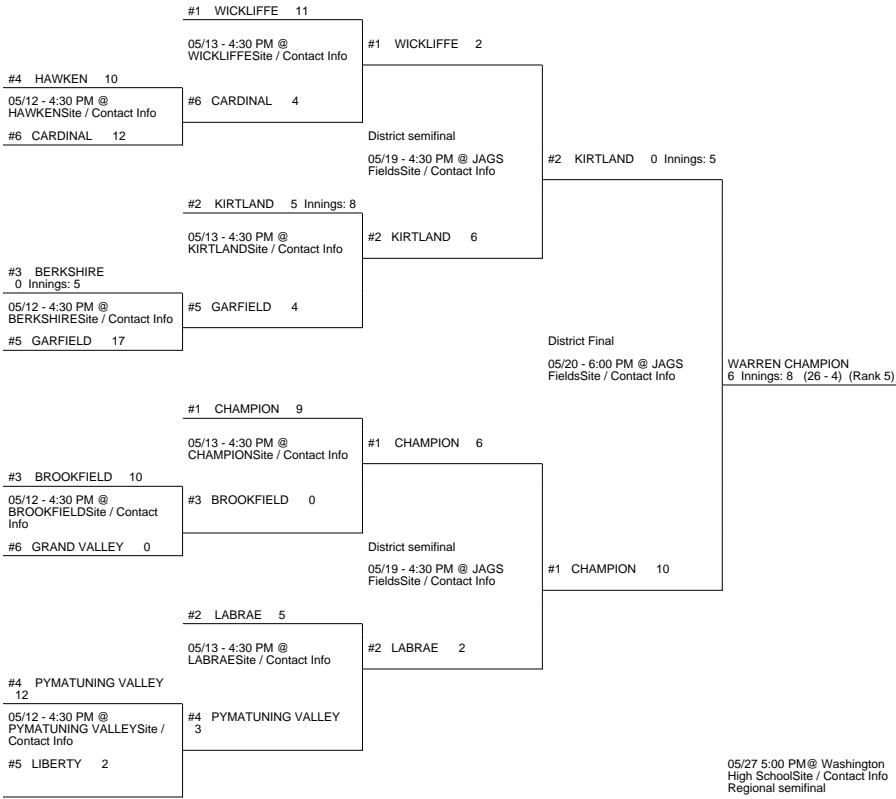 #1 WICKLIFFE 11
05/13 - 4:30 PM @
WICKLIFFESite / Contact Info
#1 WICKLIFFE 2
#4 HAWKEN 10
05/12 - 4:30 PM @
HAWKENSite / Contact Info
#6 CARDINAL 4
#6 CARDINAL 12
District semifinal
05/19 - 4:30 PM @ JAGS
FieldsSite / Contact Info
#2 KIRTLAND 0 Innings: 5
#2 KIRTLAND 5 Innings: 8
05/13 - 4:30 PM @
KIRTLANDSite / Contact Info
#2 KIRTLAND 6
#3 BERKSHIRE
0 Innings: 5
05/12 - 4:30 PM @
BERKSHIRESite / Contact Info
#5 GARFIELD 4
#5 GARFIELD 17
District Final
05/20 - 6:00 PM @ JAGS
FieldsSite / Contact Info
WARREN CHAMPION
6 Innings: 8 (26 - 4) (Rank 5)
#1 CHAMPION 9
05/13 - 4:30 PM @
CHAMPIONSite / Contact Info
#1 CHAMPION 6
#3 BROOKFIELD 10
05/12 - 4:30 PM @
BROOKFIELDSite / Contact
Info
#3 BROOKFIELD 0
#6 GRAND VALLEY 0
District semifinal
05/19 - 4:30 PM @ JAGS
FieldsSite / Contact Info
#1 CHAMPION 10
#2 LABRAE 5
05/13 - 4:30 PM @
LABRAESite / Contact Info
#2 LABRAE 2
#4 PYMATUNING VALLEY
12
05/12 - 4:30 PM @
PYMATUNING VALLEYSite /
Contact Info
#4 PYMATUNING VALLEY
3
#5 LIBERTY 2
05/27 5:00 PM@ Washington
High SchoolSite / Contact Info
Regional semifinal